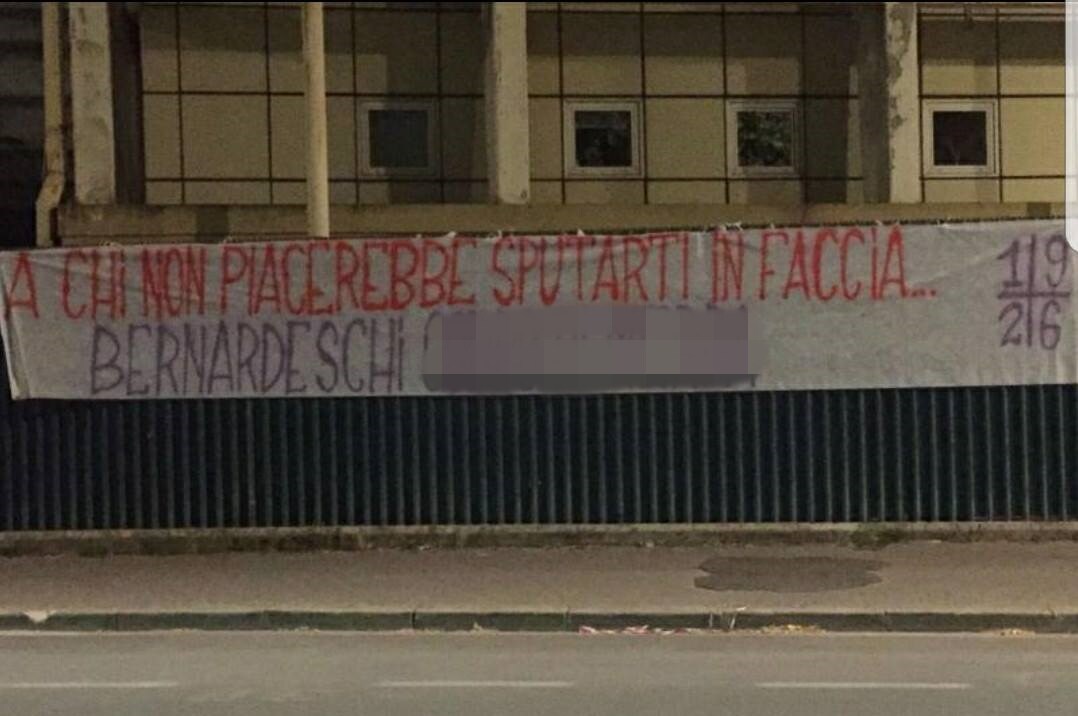 A CHi NON PIACEREBBE SPUTARTI IN FACCIA...
BERNARDESCHi
1|9
2|6